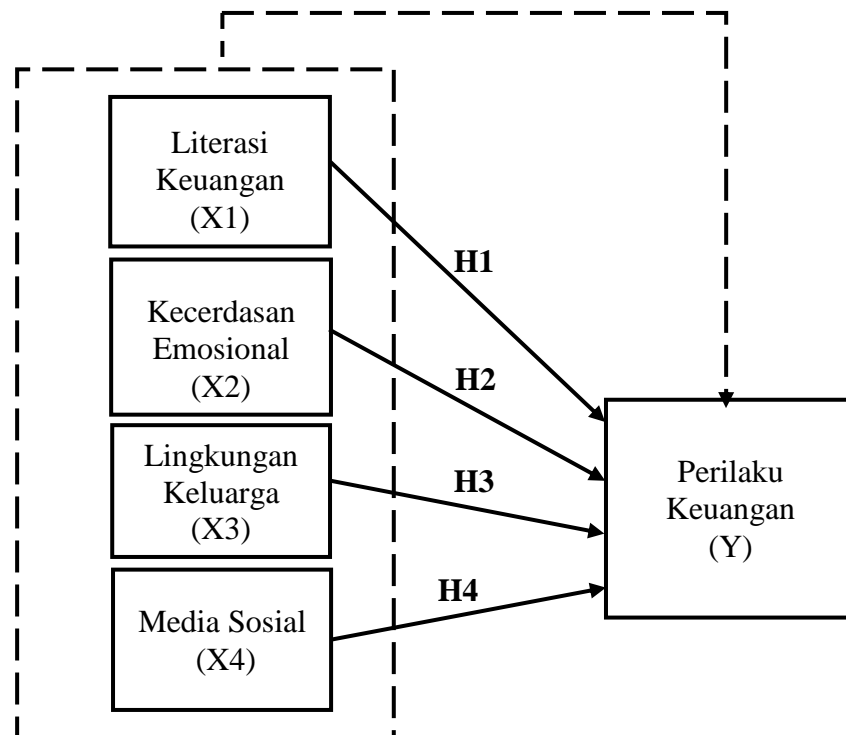 Literasi
Keuangan
(X1)
H1
Kecerdasan
Emosional
(X2)
H2
Lingkungan
Keluarga
(X3)
H3
Media Sosial
(X4)
H4
Perilaku
Keuangan
(Y)